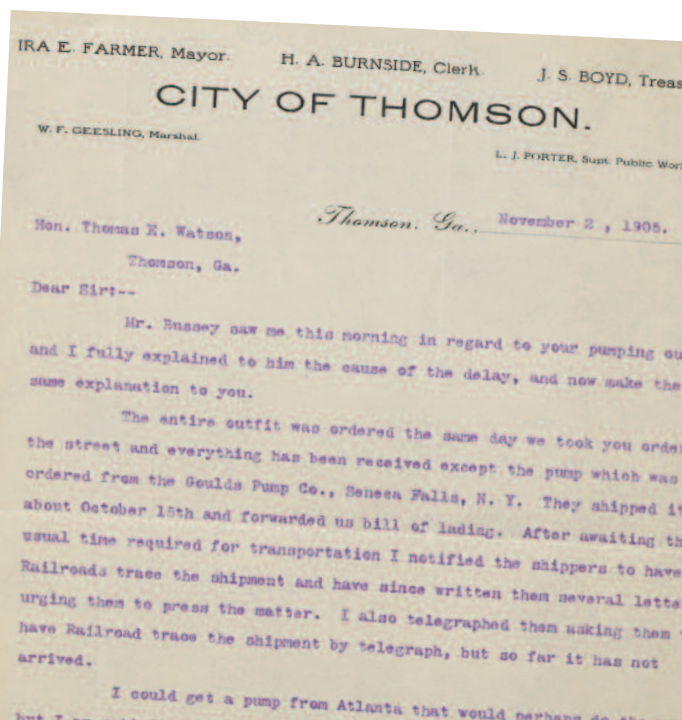 IRA E. FARMER, Mayor. H. A. BURNSIDE, Clerk. J. S. BOYD, Treas
CITY OF THOMSON.
W. F. GEESLING, Marshal.
L. J. PORTER, Supt. Public Wor
Thomson, Ga., November 2 , 1905.
Hon. Thomas E. Watson,
Thomson, Ga.
Dear Sir:--
Mr. Bussey saw me this morning in regard to your pumping ou
and I fully explained to him the cause of the delay, and now make the
same explanation to you.
The entire outfit was ordered the same day we took you order
the street and everything has been received except the pump which was
ordered from the Goulds Pump Co., Seneca Falls, N. Y. They shipped it
about October 15th and forwarded us bill of lading. After awaiting th
usual time required for transportation I notified the shippers to have
Railroads trace the shipment and have since written them several lette
urging them to press the matter. I also telegraphed them asking them
have Railroad trace the shipment by telegraph, but so far it has not
arrived.
I could get a pump from Atlanta that would perhaps do
but I